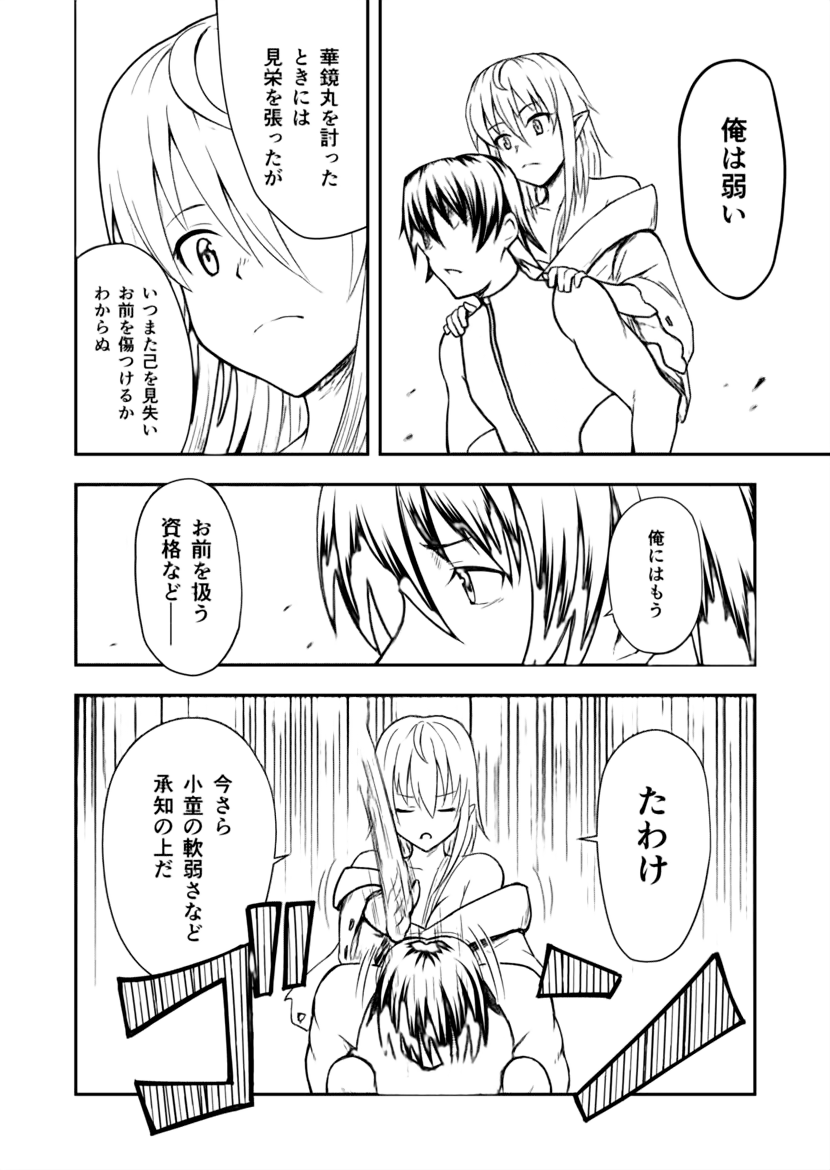 俺は弱い
華鏡丸を討った
ときには
見栄を張ったが
いつまた己を見失い
お前を傷つけるか
わからぬ
俺にはもう
お前を扱う
資格など──
たわけ
今さら
小童の軟弱さなど
承知の上だ
ゴン